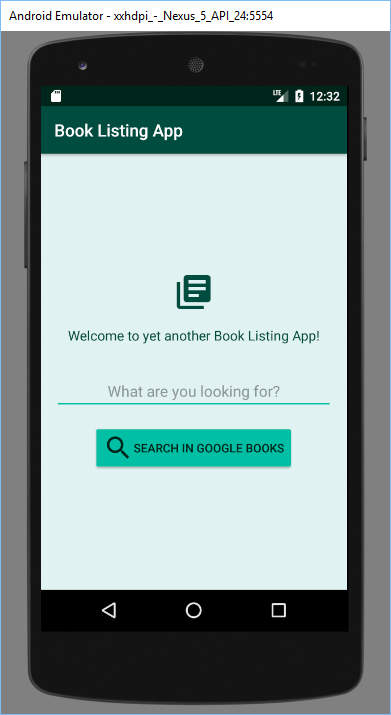 Android Emulator - xxhdpi_-_Nexus_5_API_24:5554
LTE 12:32
Book Listing App
Welcome to yet another Book Listing App!
What are you looking for?
SEARCH IN GOOGLE BOOKS